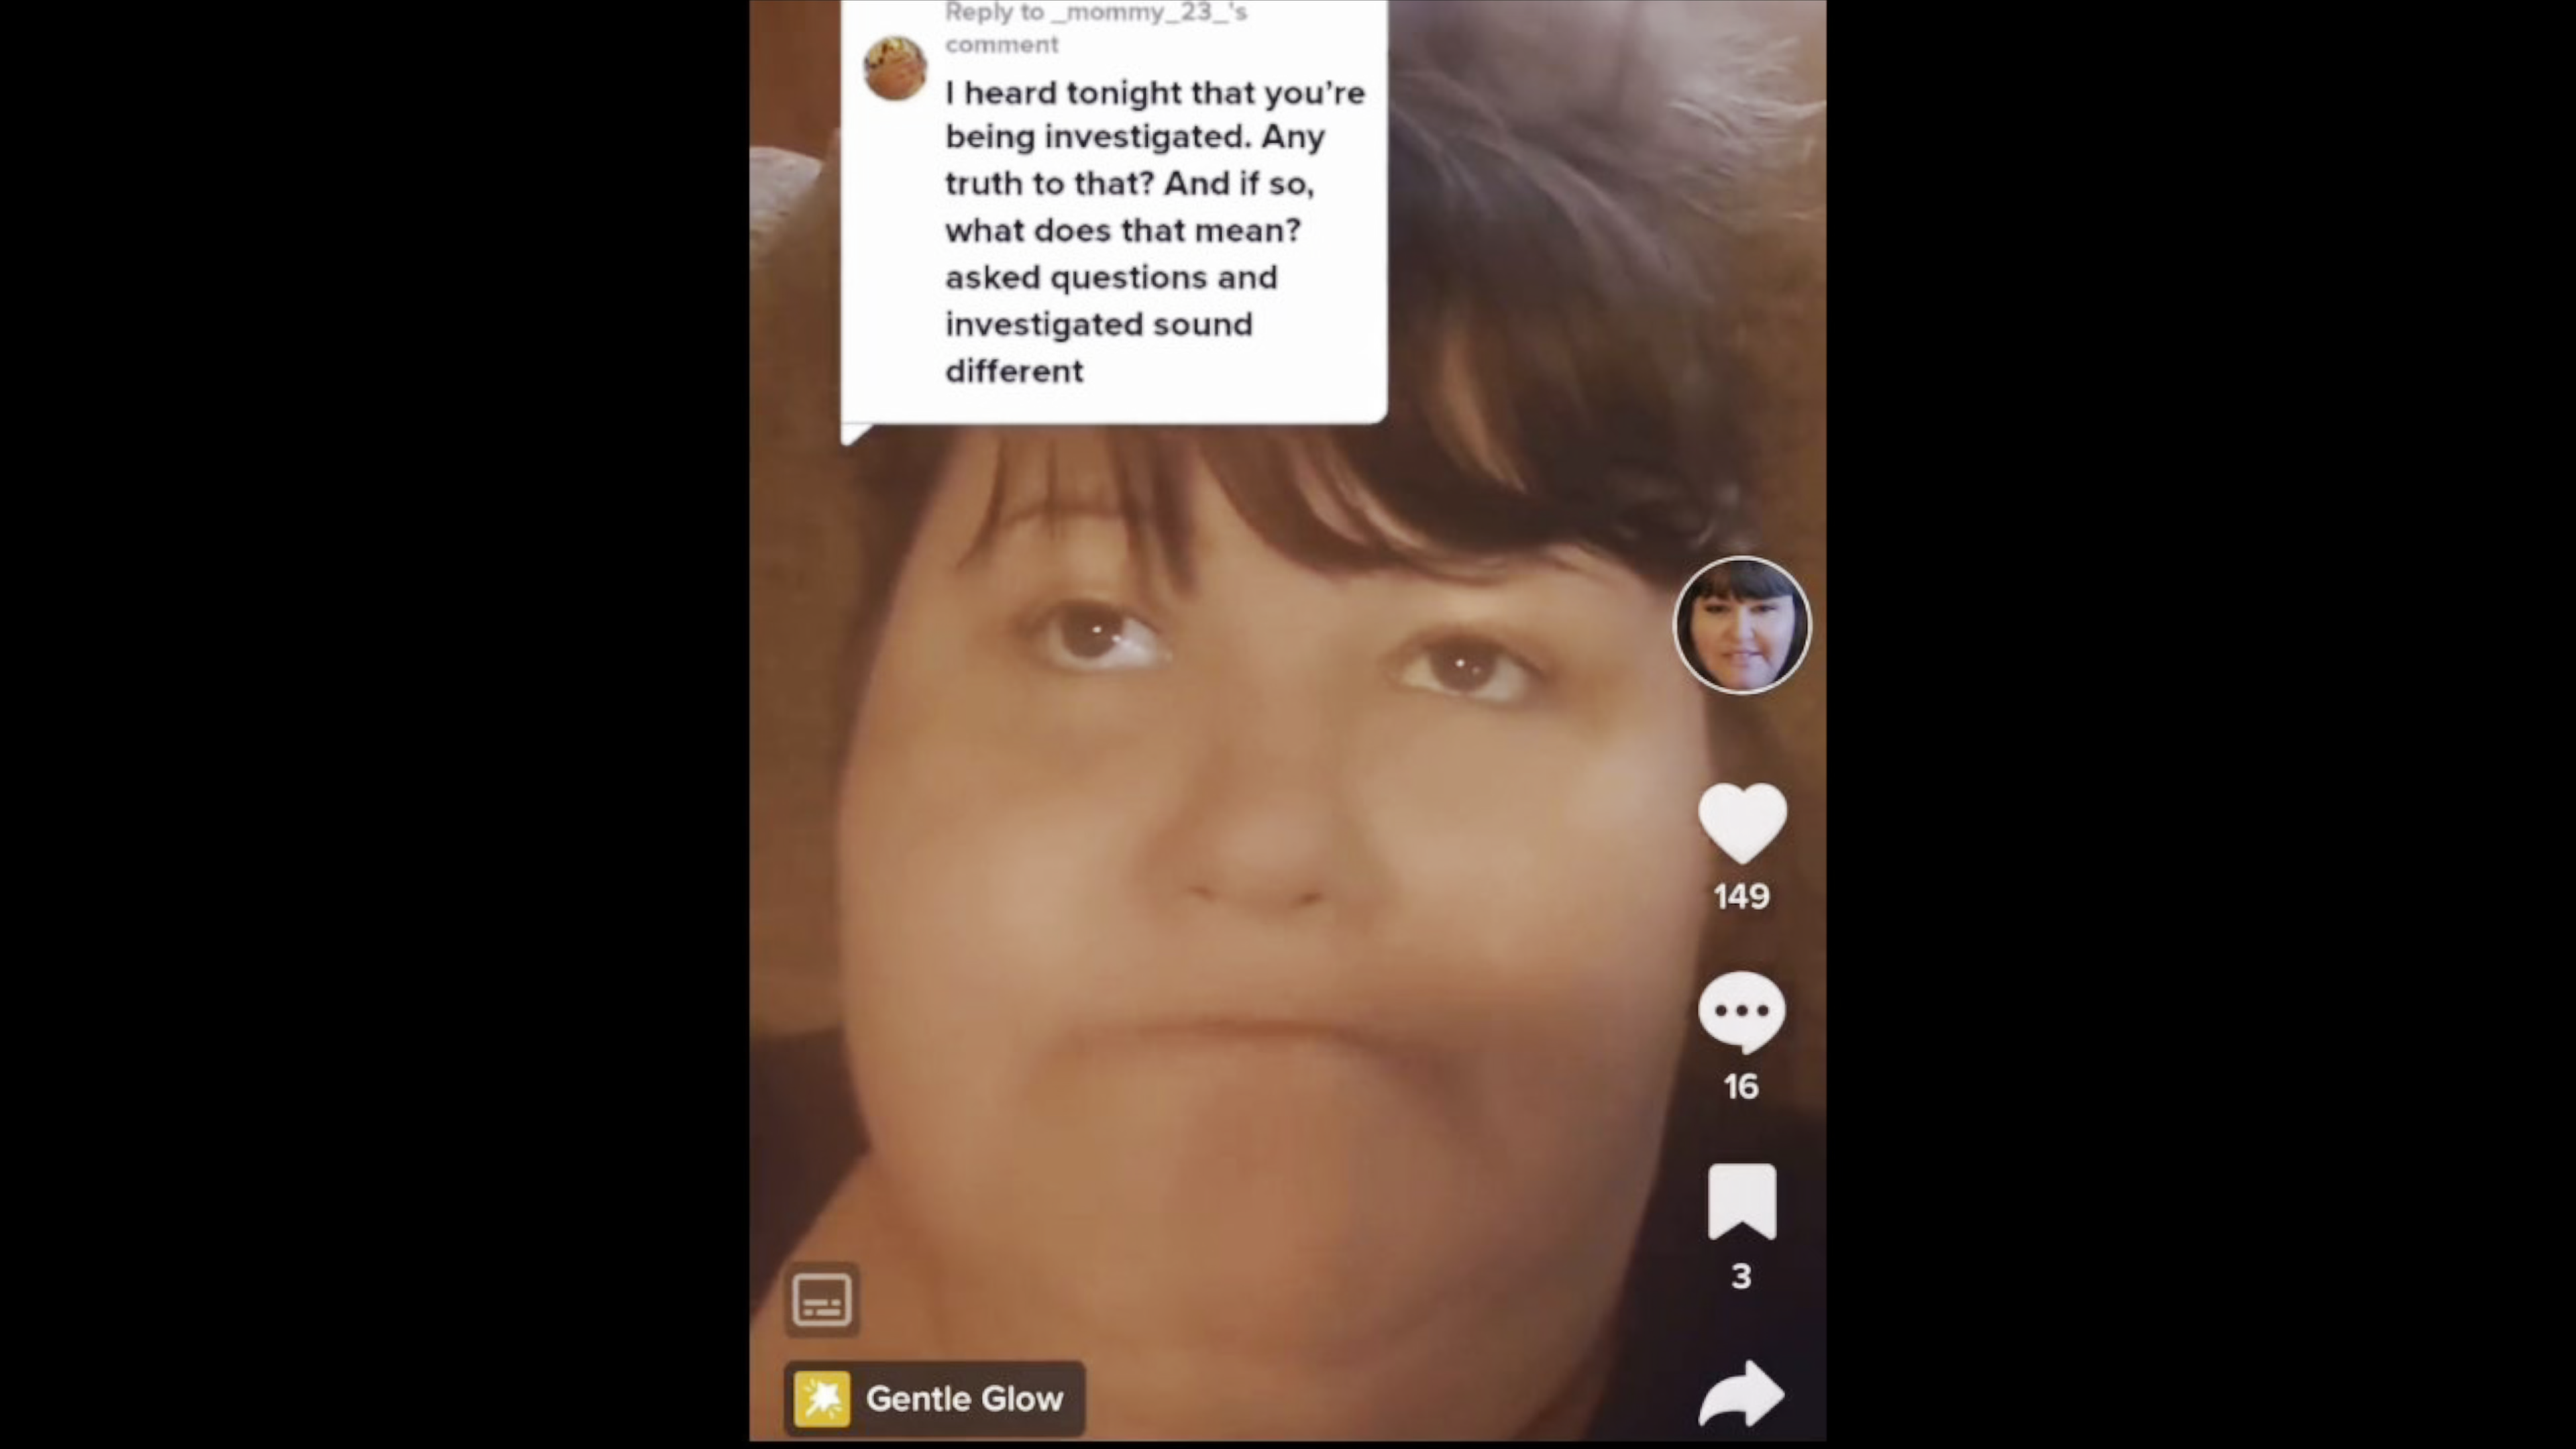 Reply to _mommy_23_'s
comment
I heard tonight that you're
being investigated. Any
truth to that? And if so,
what does that mean?
asked questions and
investigated sound
different
149
16
3
Gentle Glow